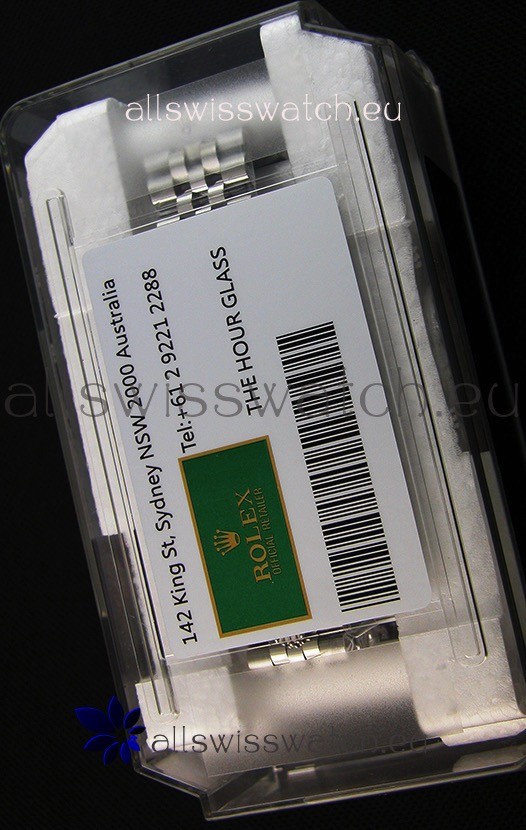 allswisswatch.eu
142 King St, Sydney NSW 2000 Australia
Tel:+61 2 9221 2288
THE HOUR GLASS
ROLEX
OFFICIAL RETAILER
allswisswatch.eu
allswisswatch.eu